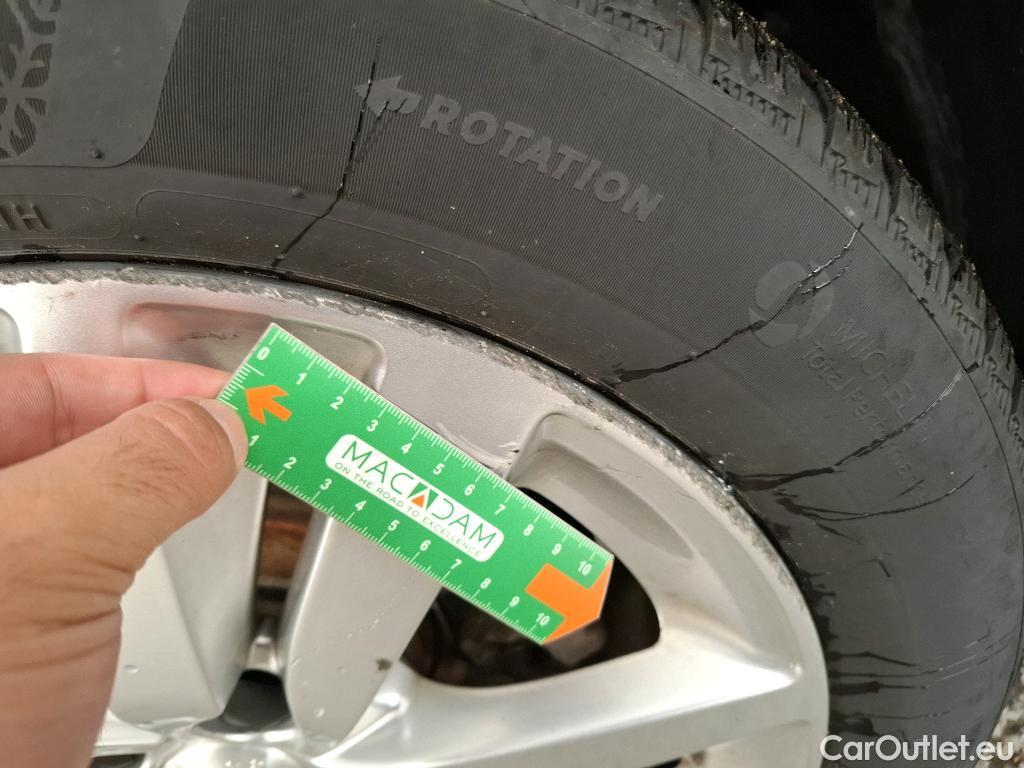 ROTATION
MICHEL
Total performance
0 1 2 3 4 5 6 7 8 9 10
MACADAM
ON THE ROAD TO EXCELLENCE
1 2 3 4 5 6 7 8 9 10
CarOutlet.eu